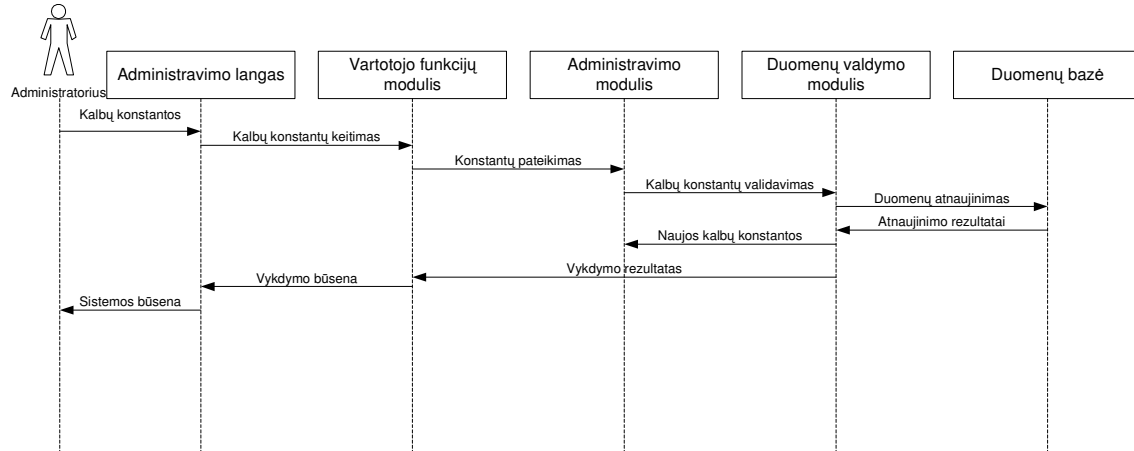 Administratorius
Administravimo langas
Vartotojo funkcijų
modulis
Administravimo
modulis
Duomenų valdymo
modulis
Duomenų bazė
Kalbų konstantos
Kalbų konstantų keitimas
Konstantų pateikimas
Kalbų konstantų validavimas
Duomenų atnaujinimas
Atnaujinimo rezultatai
Naujos kalbų konstantos
Vykdymo rezultatas
Vykdymo būsena
Sistemos būsena